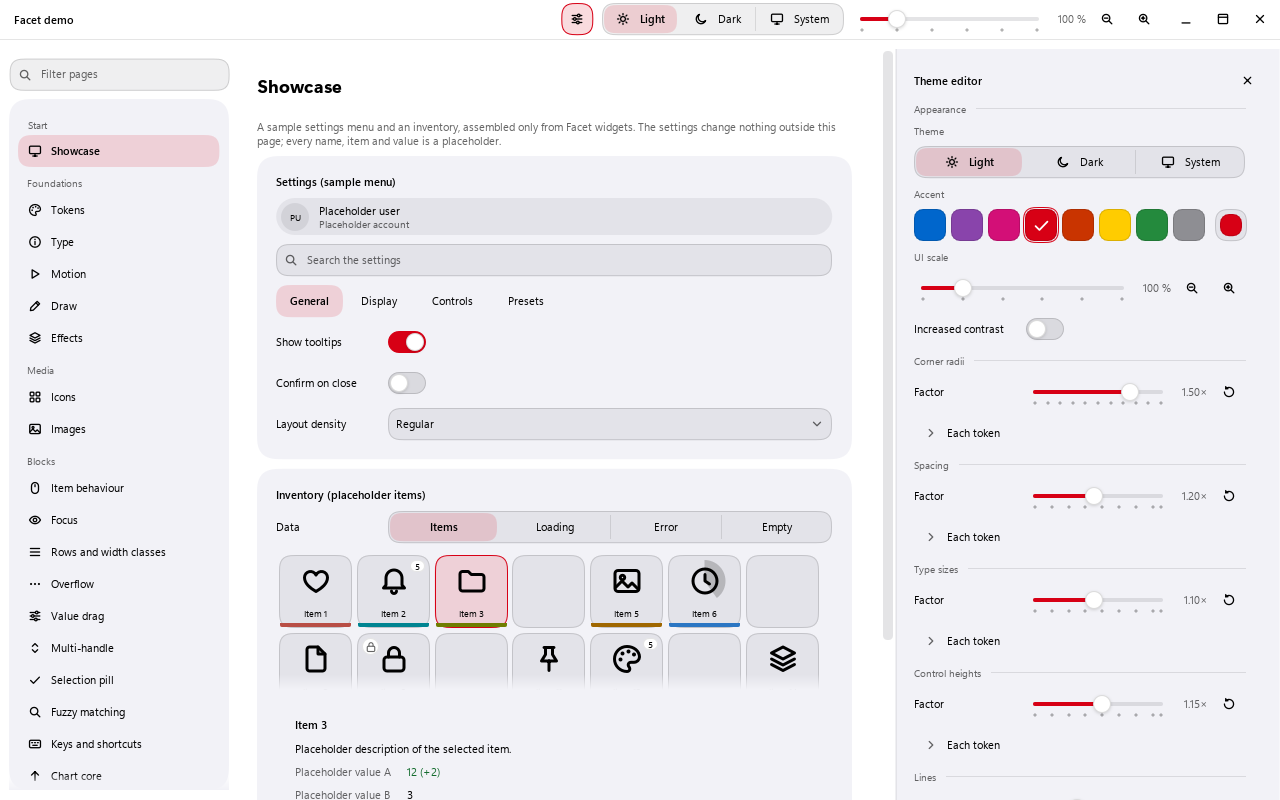 Facet demo
Light
Dark
System
100 %
Filter pages
Start
Showcase
Foundations
Tokens
Type
Motion
Draw
Effects
Media
Icons
Images
Blocks
Item behaviour
Focus
Rows and width classes
Overflow
Value drag
Multi-handle
Selection pill
Fuzzy matching
Keys and shortcuts
Chart core
Showcase
A sample settings menu and an inventory, assembled only from Facet widgets. The settings change nothing outside this
page; every name, item and value is a placeholder.
Settings (sample menu)
PU
Placeholder user
Placeholder account
Search the settings
General
Display
Controls
Presets
Show tooltips
Confirm on close
Layout density
Regular
Inventory (placeholder items)
Data
Items
Loading
Error
Empty
Item 1
5
Item 2
Item 3
Item 5
Item 6
5
Item 3
Placeholder description of the selected item.
Placeholder value A
12 (+2)
Placeholder value B
3
Theme editor
Appearance
Theme
Light
Dark
System
Accent
UI scale
100 %
Increased contrast
Corner radii
Factor
1.50×
Each token
Spacing
Factor
1.20×
Each token
Type sizes
Factor
1.10×
Each token
Control heights
Factor
1.15×
Each token
Lines